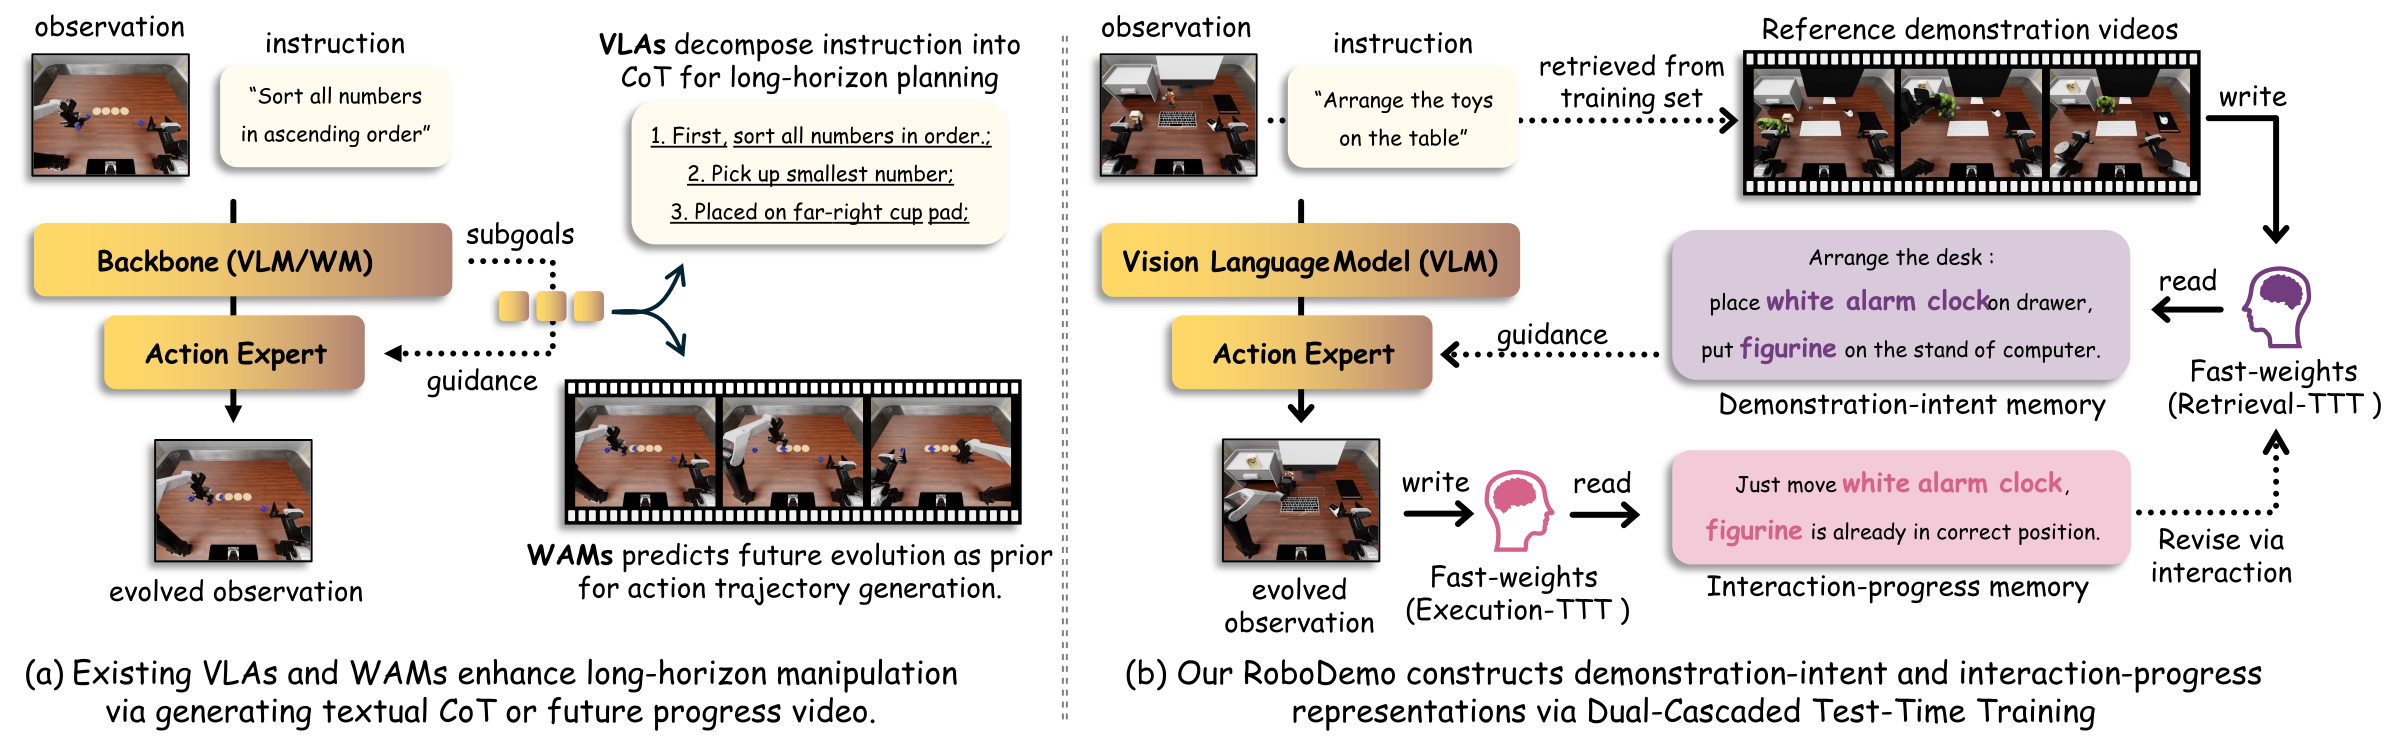 observation
instruction
“Sort all numbers
in ascending order”
VLAs decompose instruction into
CoT for long-horizon planning
1. First, sort all numbers in order.;
2. Pick up smallest number;
3. Placed on far-right cup pad;
Backbone (VLM/WM)
subgoals
Action Expert
guidance
evolved observation
WAMs predicts future evolution as prior
for action trajectory generation.
(a) Existing VLAs and WAMs enhance long-horizon manipulation
via generating textual CoT or future progress video.
observation
instruction
“Arrange the toys
on the table”
retrieved from
training set
Reference demonstration videos
write
Vision LanguageModel (VLM)
Action Expert
guidance
Arrange the desk :
place white alarm clockon drawer,
put figurine on the stand of computer.
Demonstration-intent memory
read
Fast-weights
(Retrieval-TTT )
evolved
observation
write
Fast-weights
(Execution-TTT )
read
Just move white alarm clock,
figurine is already in correct position.
Interaction-progress memory
Revise via
interaction
(b) Our RoboDemo constructs demonstration-intent and interaction-progress
representations via Dual-Cascaded Test-Time Training